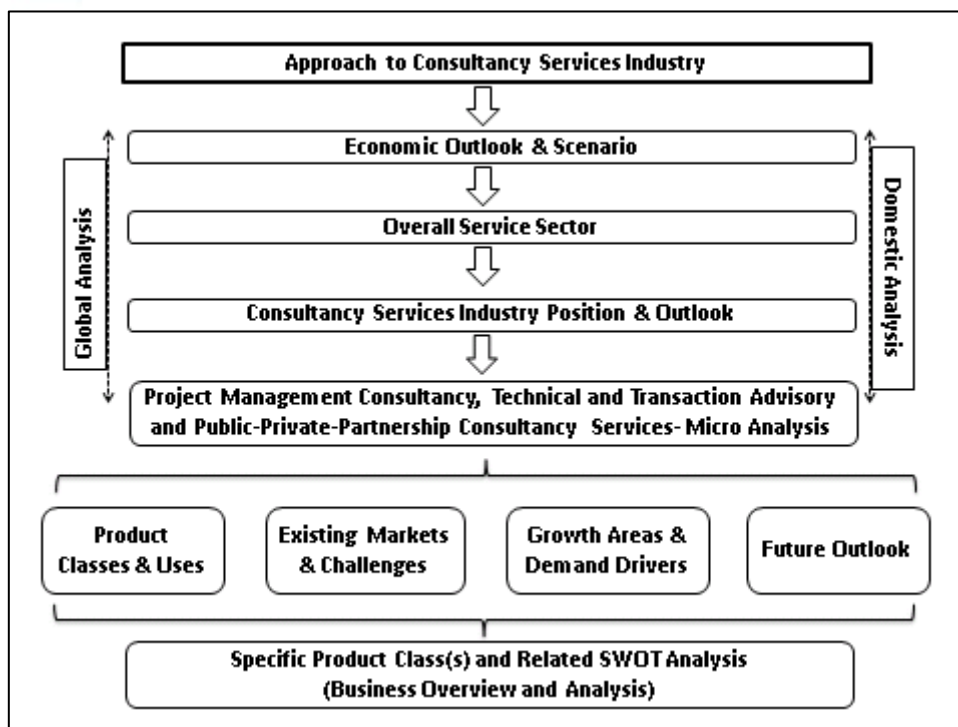 Approach to Consultancy Services Industry
Economic Outlook & Scenario
Overall Service Sector
Consultancy Services Industry Position & Outlook
Project Management Consultancy, Technical and Transaction Advisory
and Public-Private-Partnership Consultancy Services- Micro Analysis
Global Analysis
Domestic Analysis
Product
Classes & Uses
Existing Markets
& Challenges
Growth Areas &
Demand Drivers
Future Outlook
Specific Product Class(s) and Related SWOT Analysis
(Business Overview and Analysis)